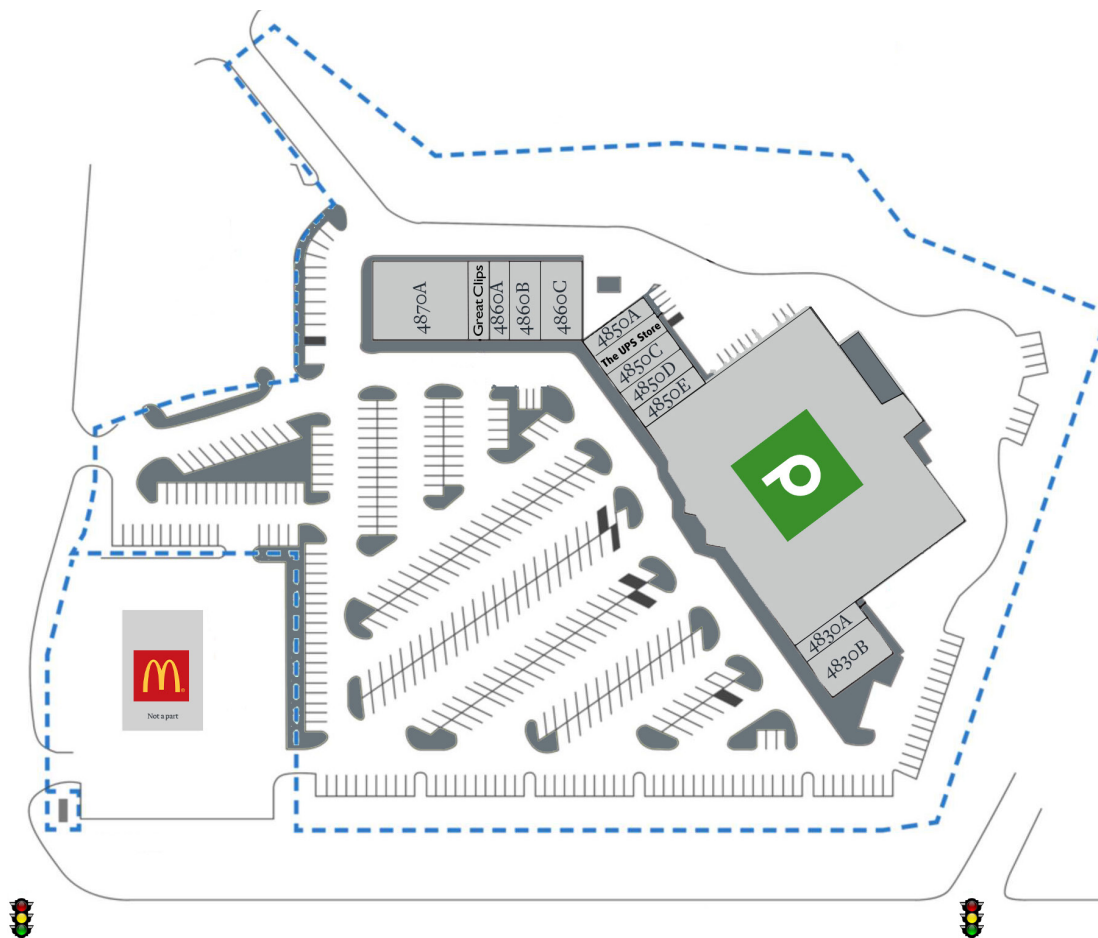 4870A
Great Clips
4860A
4860B
4860C
4850A
The UPS Store
4850C
4850D
4850E
p
4830A
4830B
M
Not a part